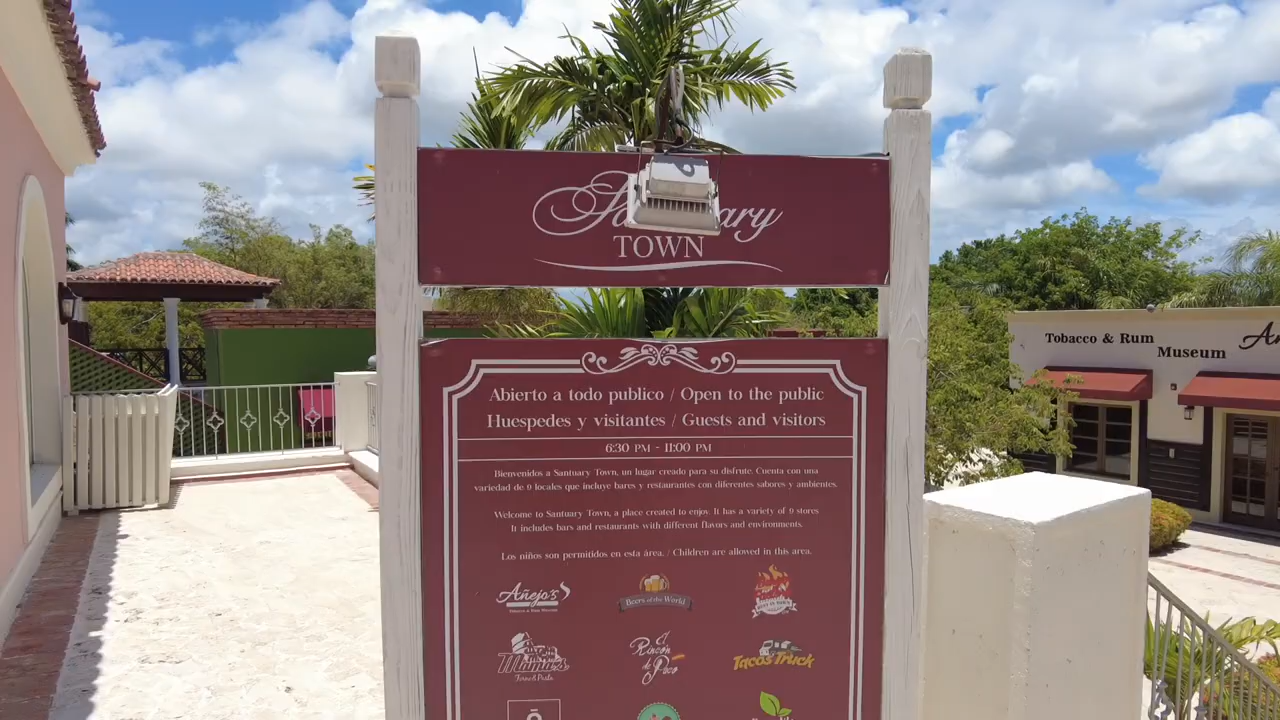 TOWN
Abierto a todo publico / Open to the public
Huespedes y visitantes / Guests and visitors
6:30 PM - 11:00 PM
Bienvenidos a Santuary Town, un lugar creado para su disfrute. Cuenta con una
variedad de 9 locales que incluye bares y restaurantes con diferentes sabores y ambientes.
Welcome to Santuary Town, a place created to enjoy. It has a variety of 9 stores
It includes bars and restaurants with different flavors and environments.
Los niños son permitidos en esta área. / Children are allowed in this area.
Añejo's
Beers of the World
Mama's
El Rincón de Paco
Tacos Truck
Tobacco & Rum
Museum